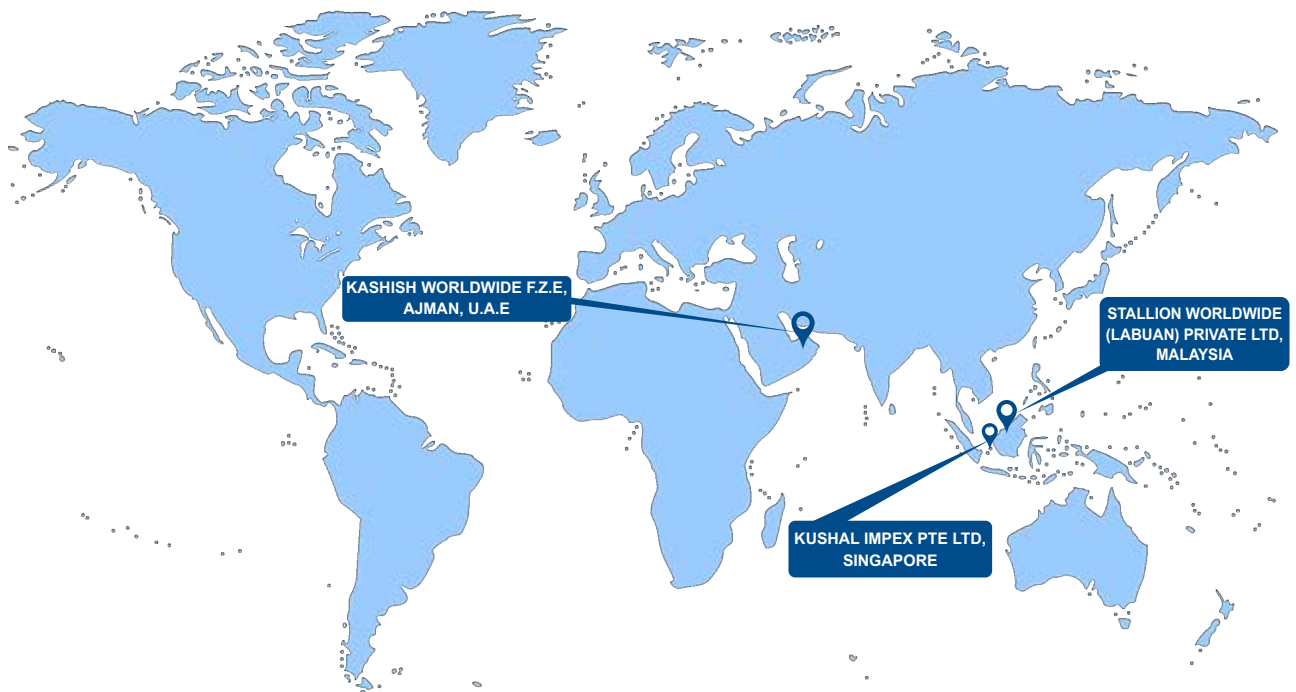 KASHISH WORLDWIDE F.Z.E,
AJMAN, U.A.E
STALLION WORLDWIDE
(LABUAN) PRIVATE LTD,
MALAYSIA
KUSHAL IMPEX PTE LTD,
SINGAPORE